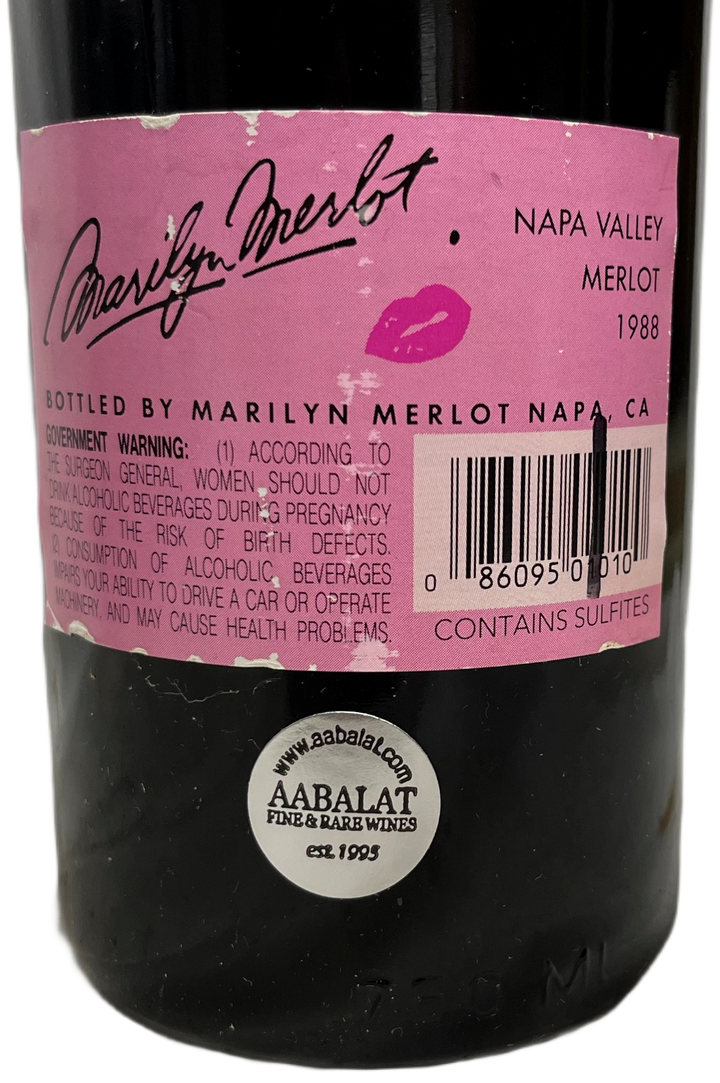 Marilyn Merlot.
NAPA VALLEY
MERLOT
1988
BOTTLED BY MARILYN MERLOT NAPA, CA
GOVERNMENT WARNING: (1) ACCORDING TO
THE SURGEON GENERAL, WOMEN SHOULD NOT
DRINK ALCOHOLIC BEVERAGES DURING PREGNANCY
BECAUSE OF THE RISK OF BIRTH DEFECTS.
(2) CONSUMPTION OF ALCOHOLIC BEVERAGES
IMPAIRS YOUR ABILITY TO DRIVE A CAR OR OPERATE
MACHINERY, AND MAY CAUSE HEALTH PROBLEMS.
0 86095 01010
CONTAINS SULFITES
www.aabalat.com
AABALAT
FINE & RARE WINES
est. 1995
750 ML